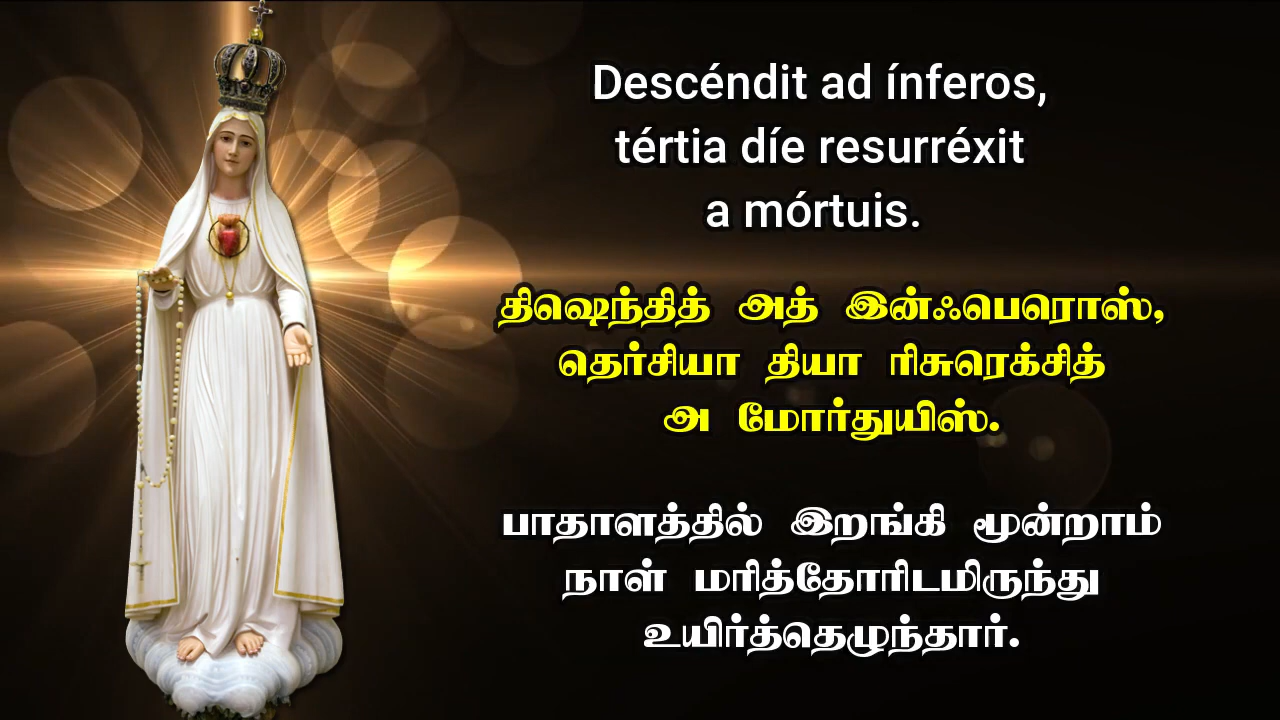 Descéndit ad ínferos,
tértia díe resurréxit
a mórtuis.
திஷெந்தித் அத் இன்ஃபெரொஸ்,
தெர்சியா தியா ரிசுரெக்சித்
அ மோர்துயிஸ்.
பாதாளத்தில் இறங்கி மூன்றாம்
நாள் மரித்தோரிடமிருந்து
உயிர்த்தெழுந்தார்.